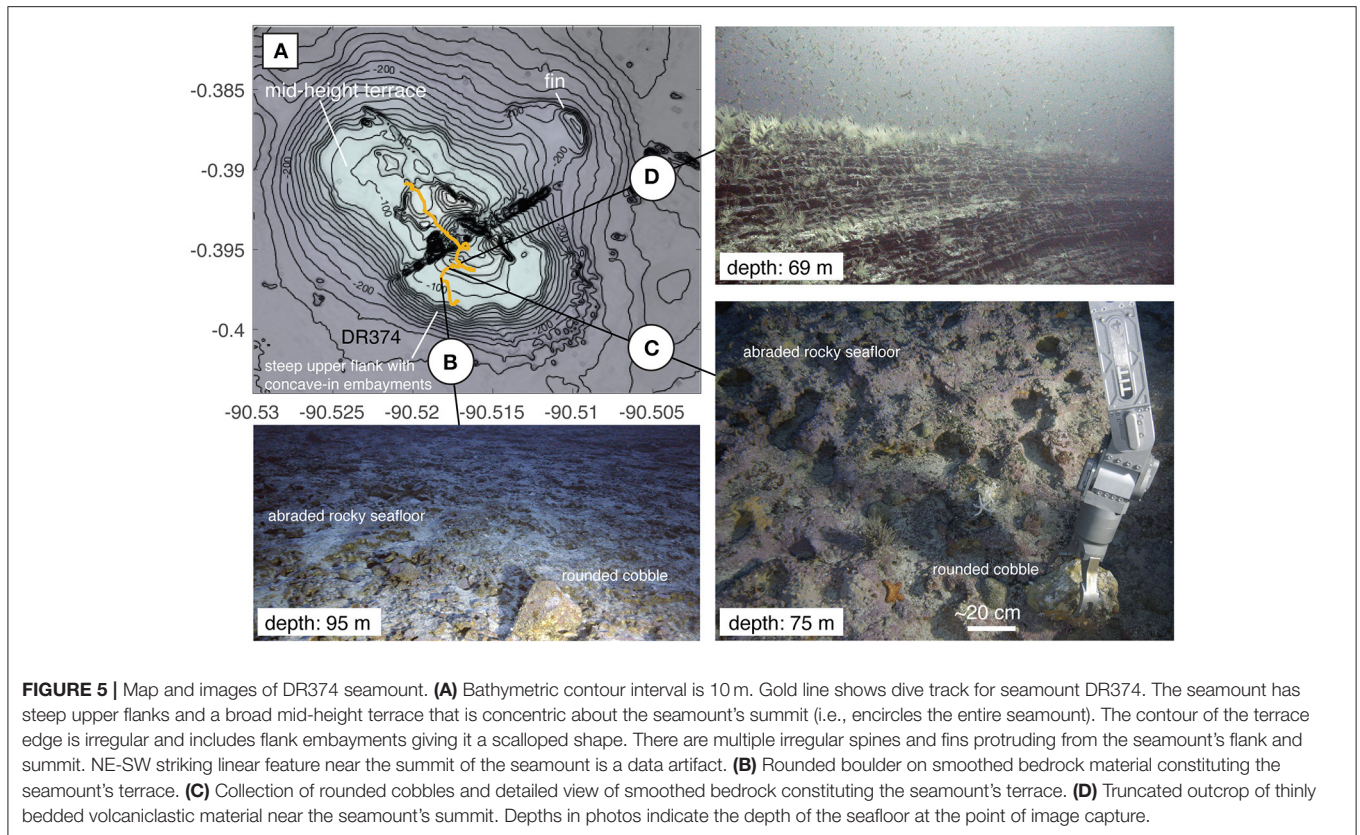 A
-0.385
-0.39
-0.395
-0.4
-90.53 -90.525 -90.52 -90.515 -90.51 -90.505
-200
mid-height terrace
fin
-200
-200
-200
-100
-200
-100
-200
-200
DR374
steep upper flank with
concave-in embayments
D
C
B
depth: 69 m
abraded rocky seafloor
rounded cobble
~20 cm
depth: 75 m
abraded rocky seafloor
rounded cobble
depth: 95 m
FIGURE 5 | Map and images of DR374 seamount. (A) Bathymetric contour interval is 10 m. Gold line shows dive track for seamount DR374. The seamount has
steep upper flanks and a broad mid-height terrace that is concentric about the seamount's summit (i.e., encircles the entire seamount). The contour of the terrace
edge is irregular and includes flank embayments giving it a scalloped shape. There are multiple irregular spines and fins protruding from the seamount's flank and
summit. NE-SW striking linear feature near the summit of the seamount is a data artifact. (B) Rounded boulder on smoothed bedrock material constituting the
seamount's terrace. (C) Collection of rounded cobbles and detailed view of smoothed bedrock constituting the seamount's terrace. (D) Truncated outcrop of thinly
bedded volcaniclastic material near the seamount's summit. Depths in photos indicate the depth of the seafloor at the point of image capture.